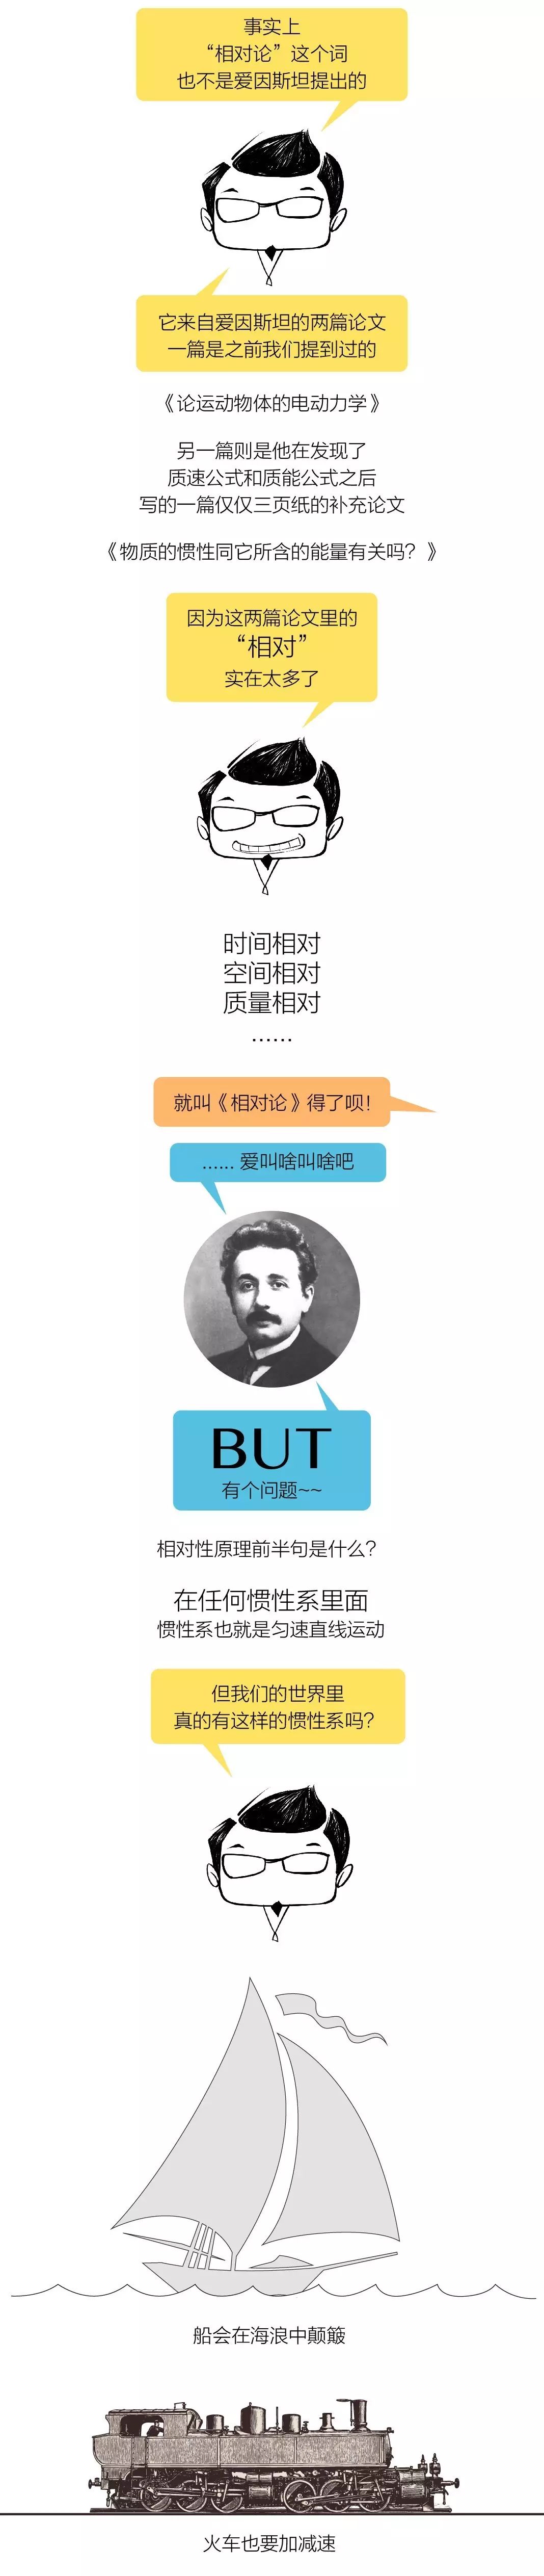 事实上
“相对论”这个词
也不是爱因斯坦提出的
它来自爱因斯坦的两篇论文
一篇是之前我们提到过的
《论运动物体的电动力学》
另一篇则是他在发现了
质速公式和质能公式之后
写的一篇仅仅三页纸的补充论文
《物质的惯性同它所含的能量有关吗？》
因为这两篇论文里的
“相对”
实在太多了
时间相对
空间相对
质量相对
……
就叫《相对论》得了呗！
…… 爱叫啥叫啥吧
BUT
有个问题~~
相对性原理前半句是什么？
在任何惯性系里面
惯性系也就是匀速直线运动
但我们的世界里
真的有这样的惯性系吗？
船会在海浪中颠簸
火车也要加减速